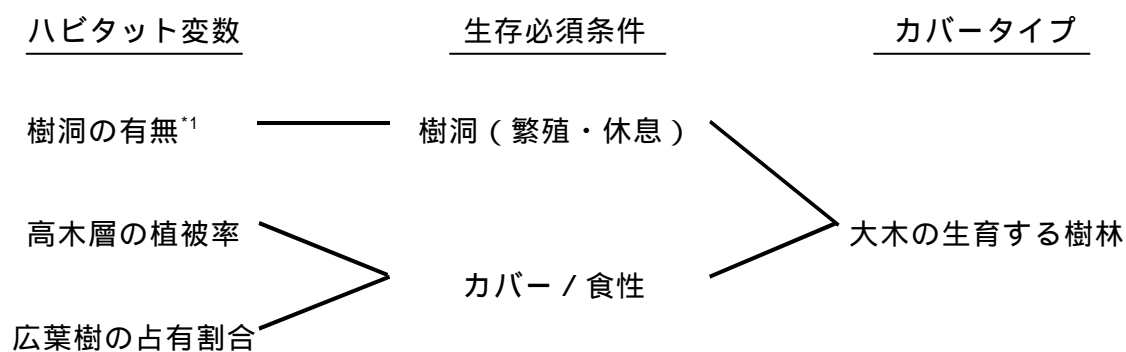 ハビタット変数 生存必須条件 カバータイプ
樹洞の有無*1 樹洞(繁殖・休息)
高木層の植被率 大木の生育する樹林
カバー/食性
広葉樹の占有割合